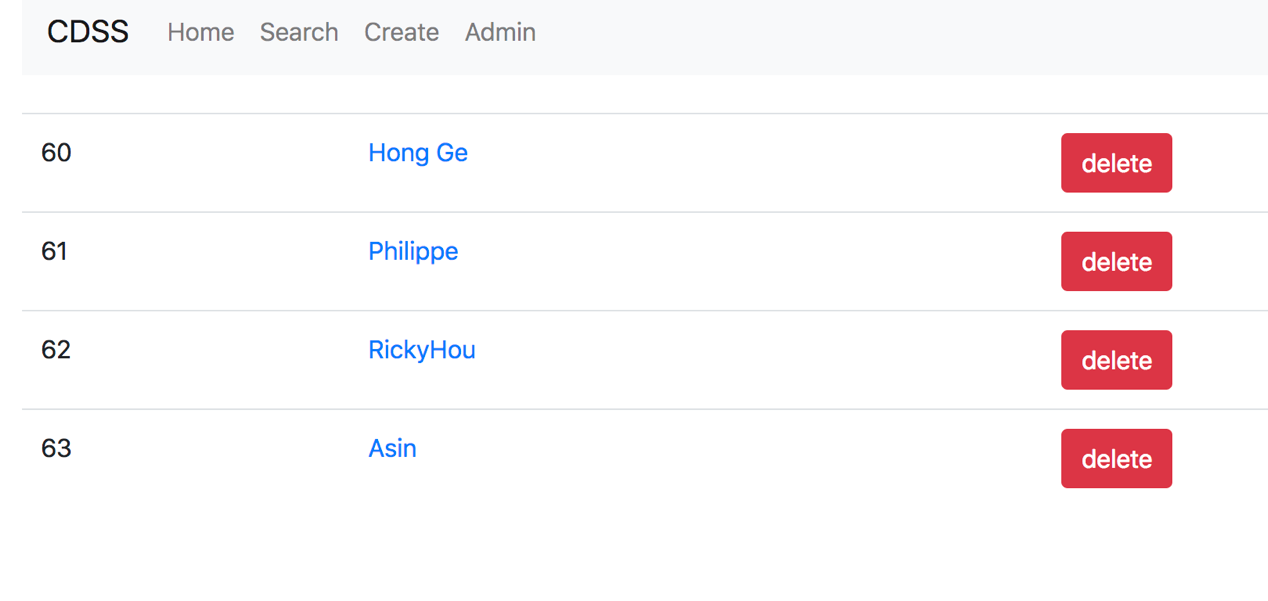 CDSS Home Search Create Admin
60 Hong Ge delete
61 Philippe delete
62 RickyHou delete
63 Asin delete